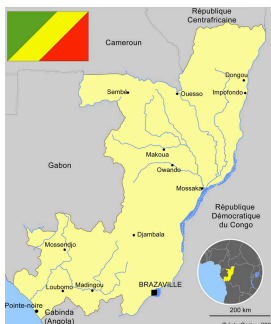 République
Centrafricaine
Cameroun
Dongou
Sembé
Ouesso
Impfondo
Gabon
Makoua
Owando
Mossaka
République
Démocratique
du Congo
Djambala
Mossendjo
Loubomo
Madingou
BRAZAVILLE
Pointe-noire
Cabinda
(Angola)
200 km